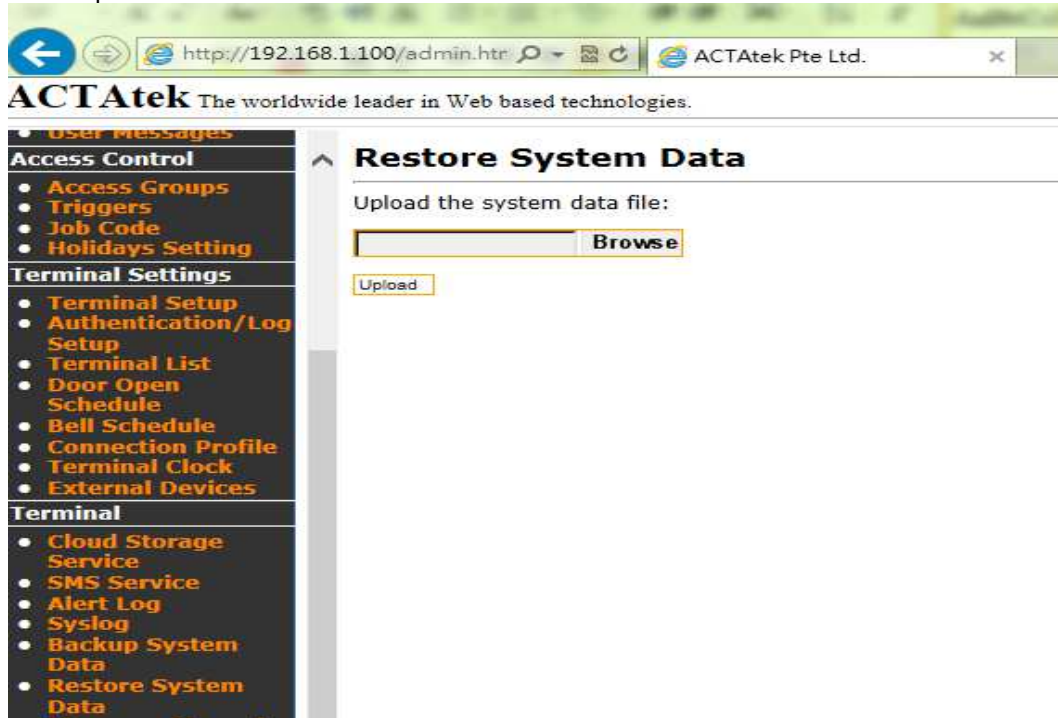 http://192.168.1.100/admin.htr
ACTAtek Pte Ltd.
ACTAtek The worldwide leader in Web based technologies.
User Messages
Access Control
Access Groups
Triggers
Job Code
Holidays Setting
Terminal Settings
Terminal Setup
Authentication/Log
Setup
Terminal List
Door Open
Schedule
Bell Schedule
Connection Profile
Terminal Clock
External Devices
Terminal
Cloud Storage
Service
SMS Service
Alert Log
Syslog
Backup System
Data
Restore System
Data
Restore System Data
Upload the system data file:
Browse
Upload